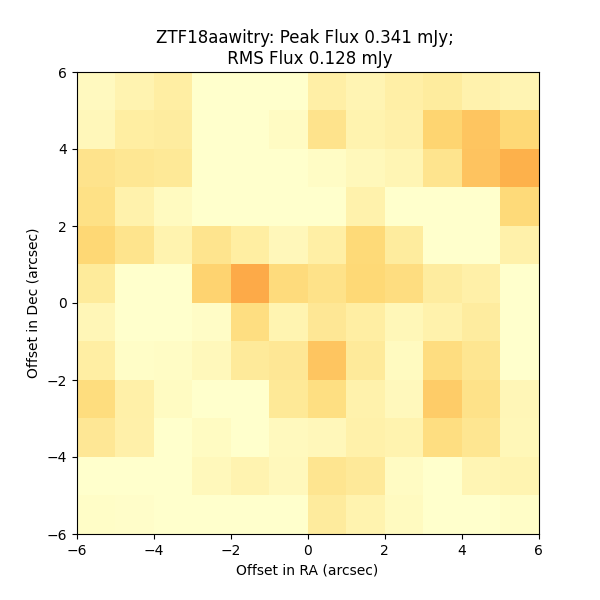 ZTF18aawitry: Peak Flux 0.341 mJy;
RMS Flux 0.128 mJy
6
4
2
0
−2
−4
−6
Offset in Dec (arcsec)
−6 −4 −2 0 2 4 6
Offset in RA (arcsec)